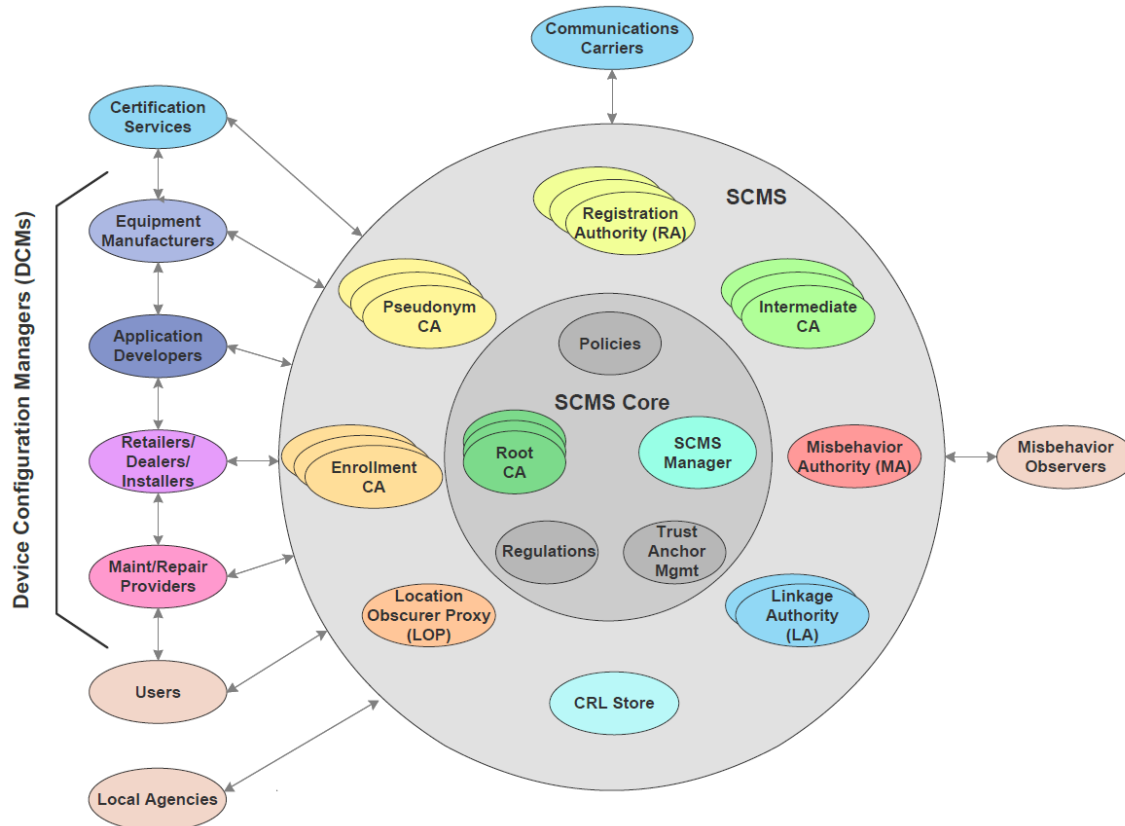 Communications
Carriers
Certification
Services
Device Configuration Managers (DCMs)
Equipment
Manufacturers
Application
Developers
Retailers/
Dealers/
Installers
Maint/Repair
Providers
Users
Local Agencies
SCMS
Registration
Authority (RA)
Pseudonym
CA
Intermediate
CA
Policies
SCMS Core
Root
CA
SCMS
Manager
Enrollment
CA
Misbehavior
Authority (MA)
Misbehavior
Observers
Regulations
Trust
Anchor
Mgmt
Location
Obscurer Proxy
(LOP)
Linkage
Authority
(LA)
CRL Store